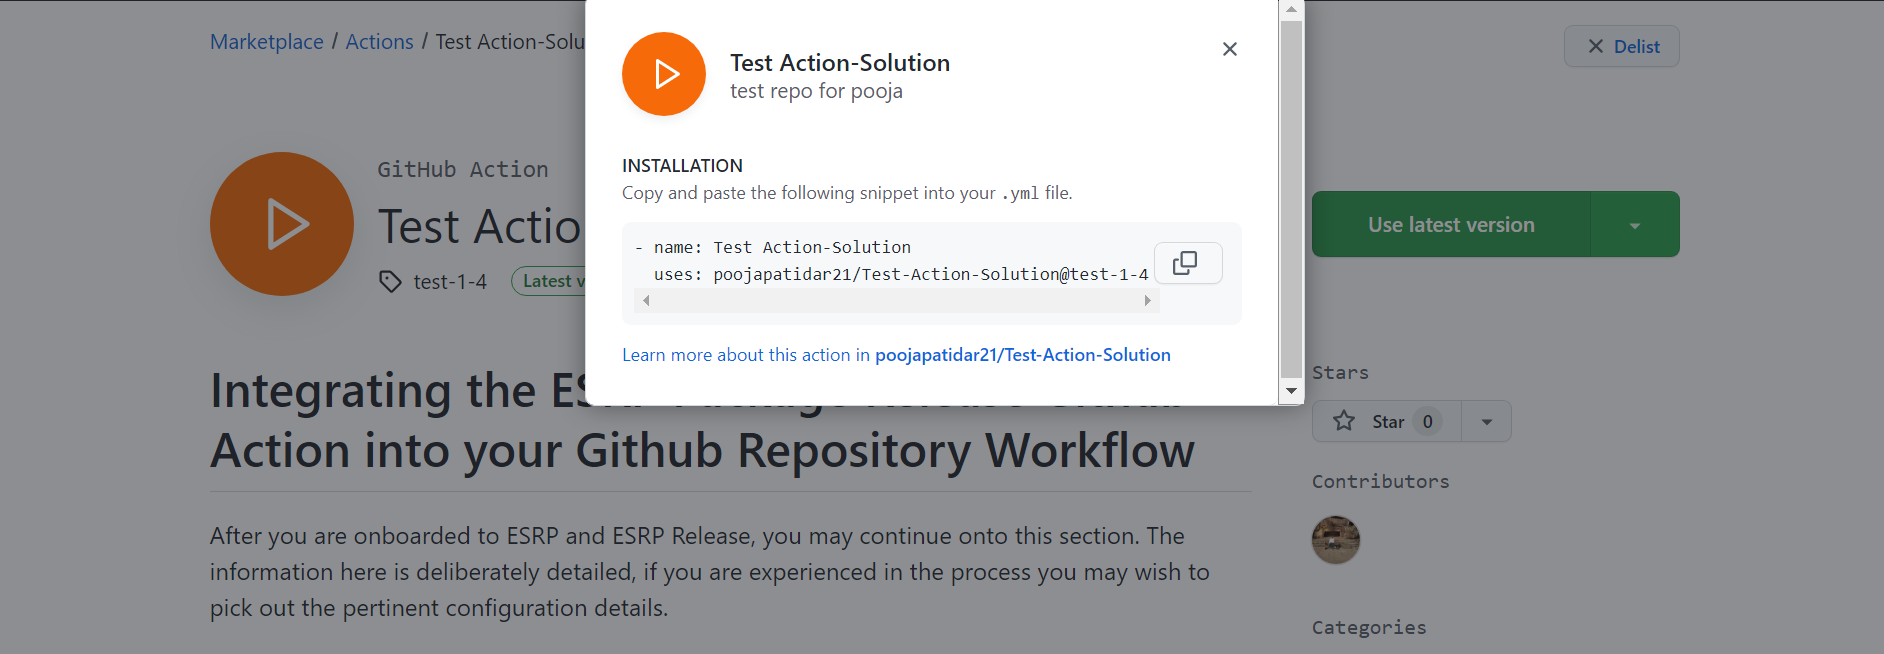 Marketplace / Actions / Test Action-Solu
Delist
Test Action-Solution
test repo for pooja
INSTALLATION
Copy and paste the following snippet into your .yml file.
- name: Test Action-Solution
uses: poojapatidar21/Test-Action-Solution@test-1-4
Learn more about this action in poojapatidar21/Test-Action-Solution
GitHub Action
Test Actio
test-1-4
Latest v
Use latest version
Integrating the ES
Action into your Github Repository Workflow
After you are onboarded to ESRP and ESRP Release, you may continue onto this section. The
information here is deliberately detailed, if you are experienced in the process you may wish to
pick out the pertinent configuration details.
Stars
Star 0
Contributors
Categories